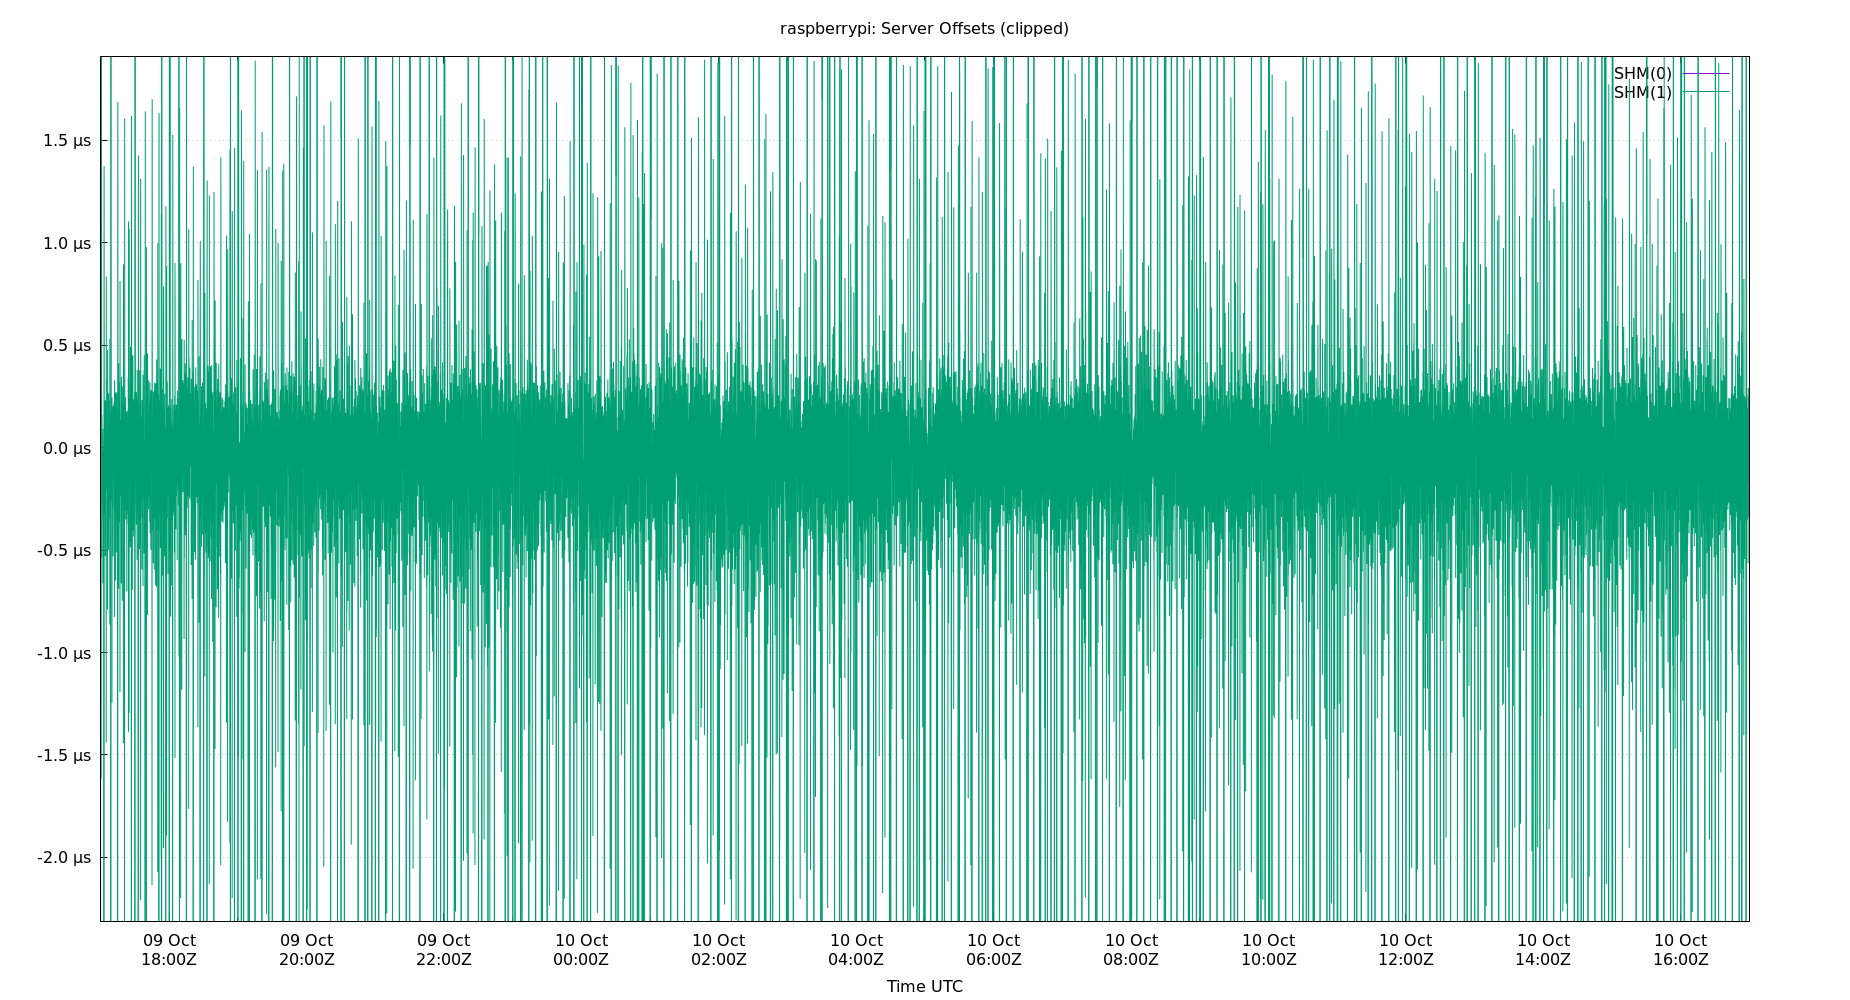 raspberrypi: Server Offsets (clipped)
SHM(0)
SHM(1)
1.5 µs
1.0 µs
0.5 µs
0.0 µs
-0.5 µs
-1.0 µs
-1.5 µs
-2.0 µs
09 Oct 09 Oct 09 Oct 10 Oct 10 Oct 10 Oct 10 Oct 10 Oct 10 Oct 10 Oct 10 Oct 10 Oct
18:00Z 20:00Z 22:00Z 00:00Z 02:00Z 04:00Z 06:00Z 08:00Z 10:00Z 12:00Z 14:00Z 16:00Z
Time UTC